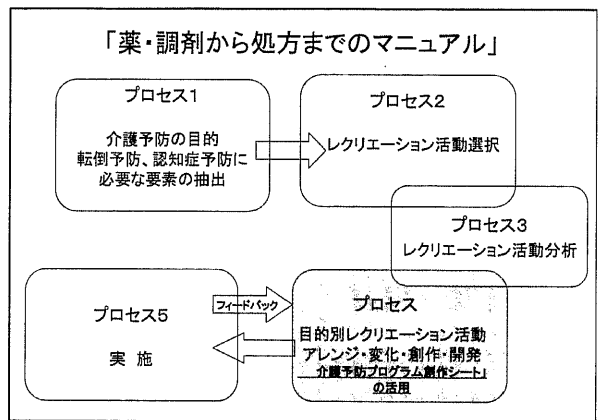 「薬・調剤から処方までのマニュアル」
プロセス1
介護予防の目的
転倒予防、認知症予防に
必要な要素の抽出
プロセス2
レクリエーション活動選択
プロセス3
レクリエーション活動分析
プロセス
目的別レクリエーション活動
アレンジ・変化・創作・開発
介護予防プログラム創作シート」
の活用
フィードバック
プロセス5
実 施